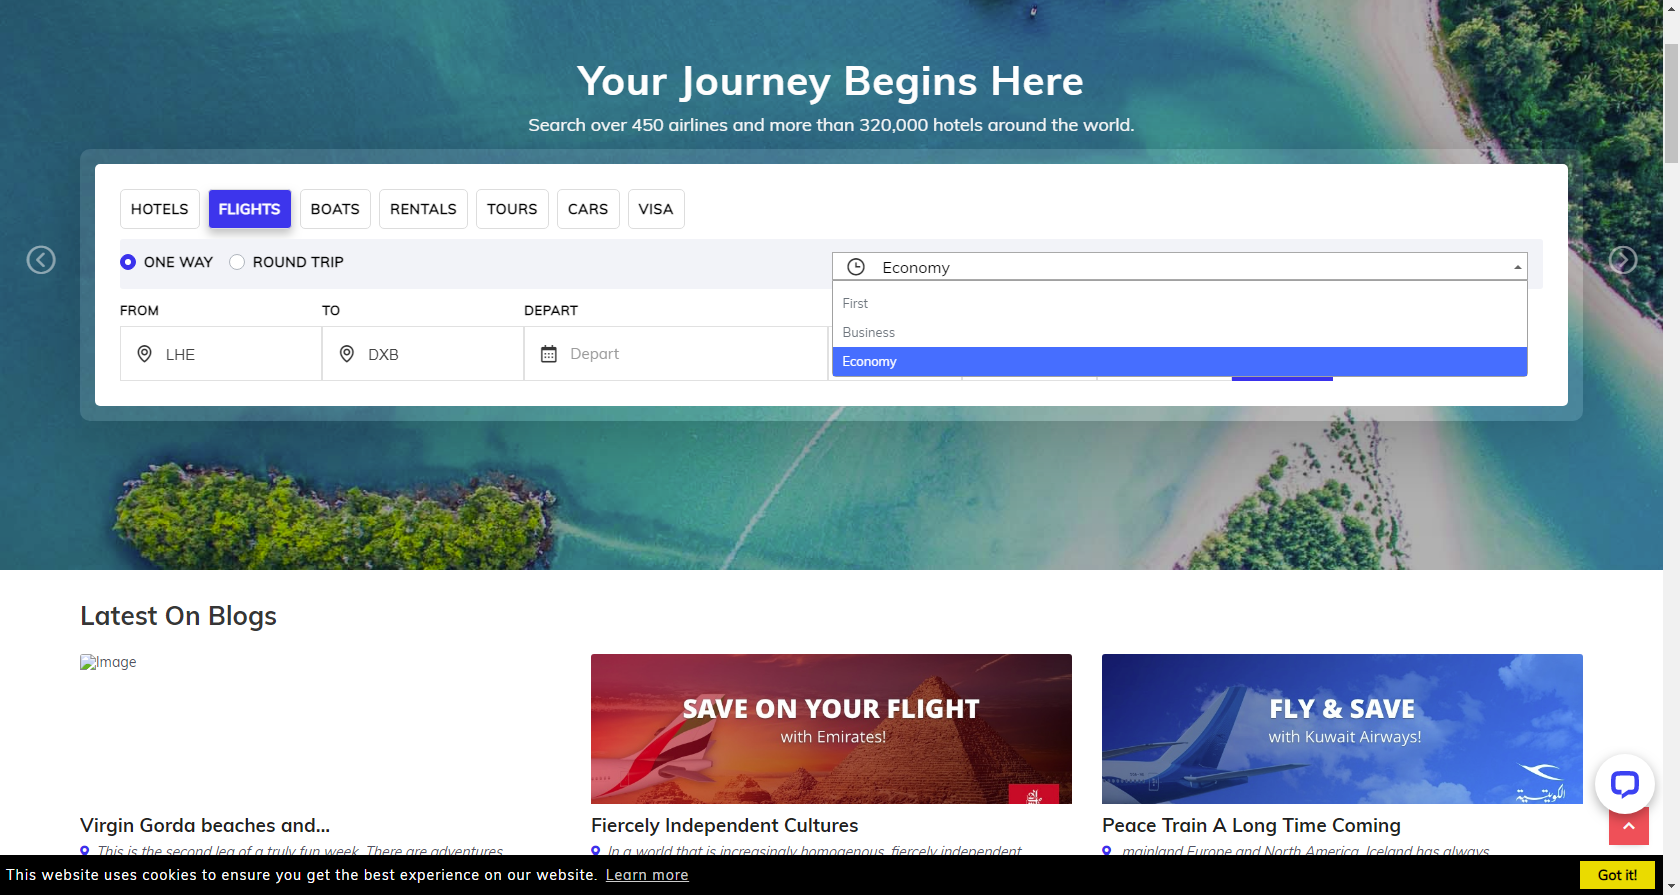 Your Journey Begins Here
Search over 450 airlines and more than 320,000 hotels around the world.
HOTELS
FLIGHTS
BOATS
RENTALS
TOURS
CARS
VISA
ONE WAY
ROUND TRIP
Economy
First
Business
Economy
FROM
TO
DEPART
LHE
DXB
Depart
Latest On Blogs
Image
SAVE ON YOUR FLIGHT
with Emirates!
FLY & SAVE
with Kuwait Airways!
الكويتية
Virgin Gorda beaches and...
Fiercely Independent Cultures
Peace Train A Long Time Coming
This is the second leg of a truly fun week. There are adventures
In a world that is increasingly homogenous, fiercely independent
mainland Europe and North America, Iceland has always
This website uses cookies to ensure you get the best experience on our website. Learn more
Got it!